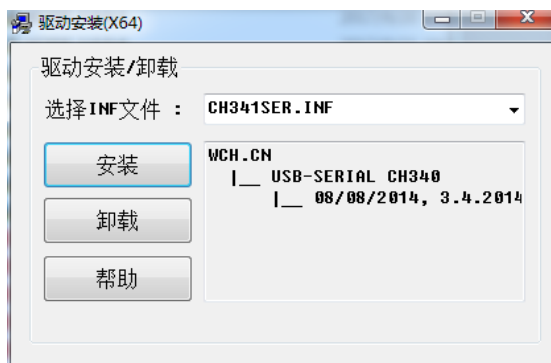 驱动安装(X64)
驱动安装/卸载
选择INF文件 : CH341SER.INF
安装
WCH.CN
|__ USB-SERIAL CH340
|__ 08/08/2014, 3.4.2014
卸载
帮助